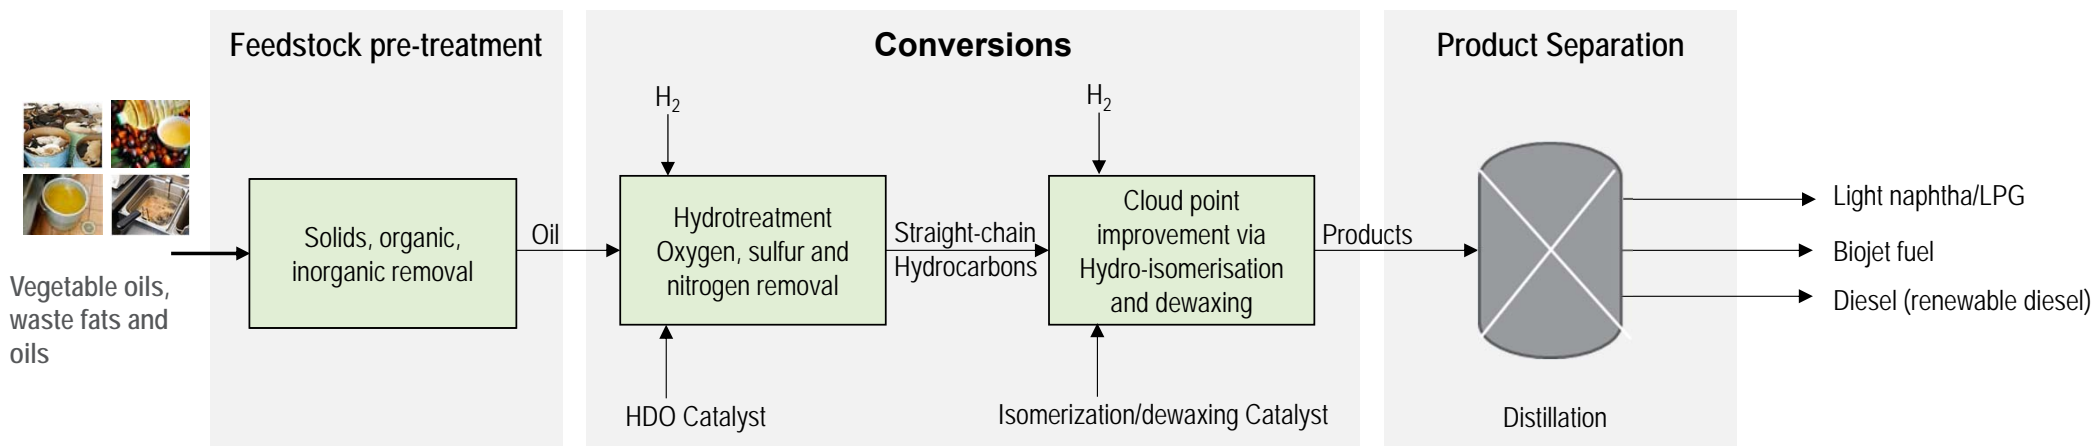 Feedstock pre-treatment
Conversions
Product Separation
Vegetable oils,
waste fats and
oils
Solids, organic,
inorganic removal
Oil
H2
Hydrotreatment
Oxygen, sulfur and
nitrogen removal
HDO Catalyst
Straight-chain
Hydrocarbons
H2
Cloud point
improvement via
Hydro-isomerisation
and dewaxing
Isomerization/dewaxing Catalyst
Products
Distillation
Light naphtha/LPG
Biojet fuel
Diesel (renewable diesel)